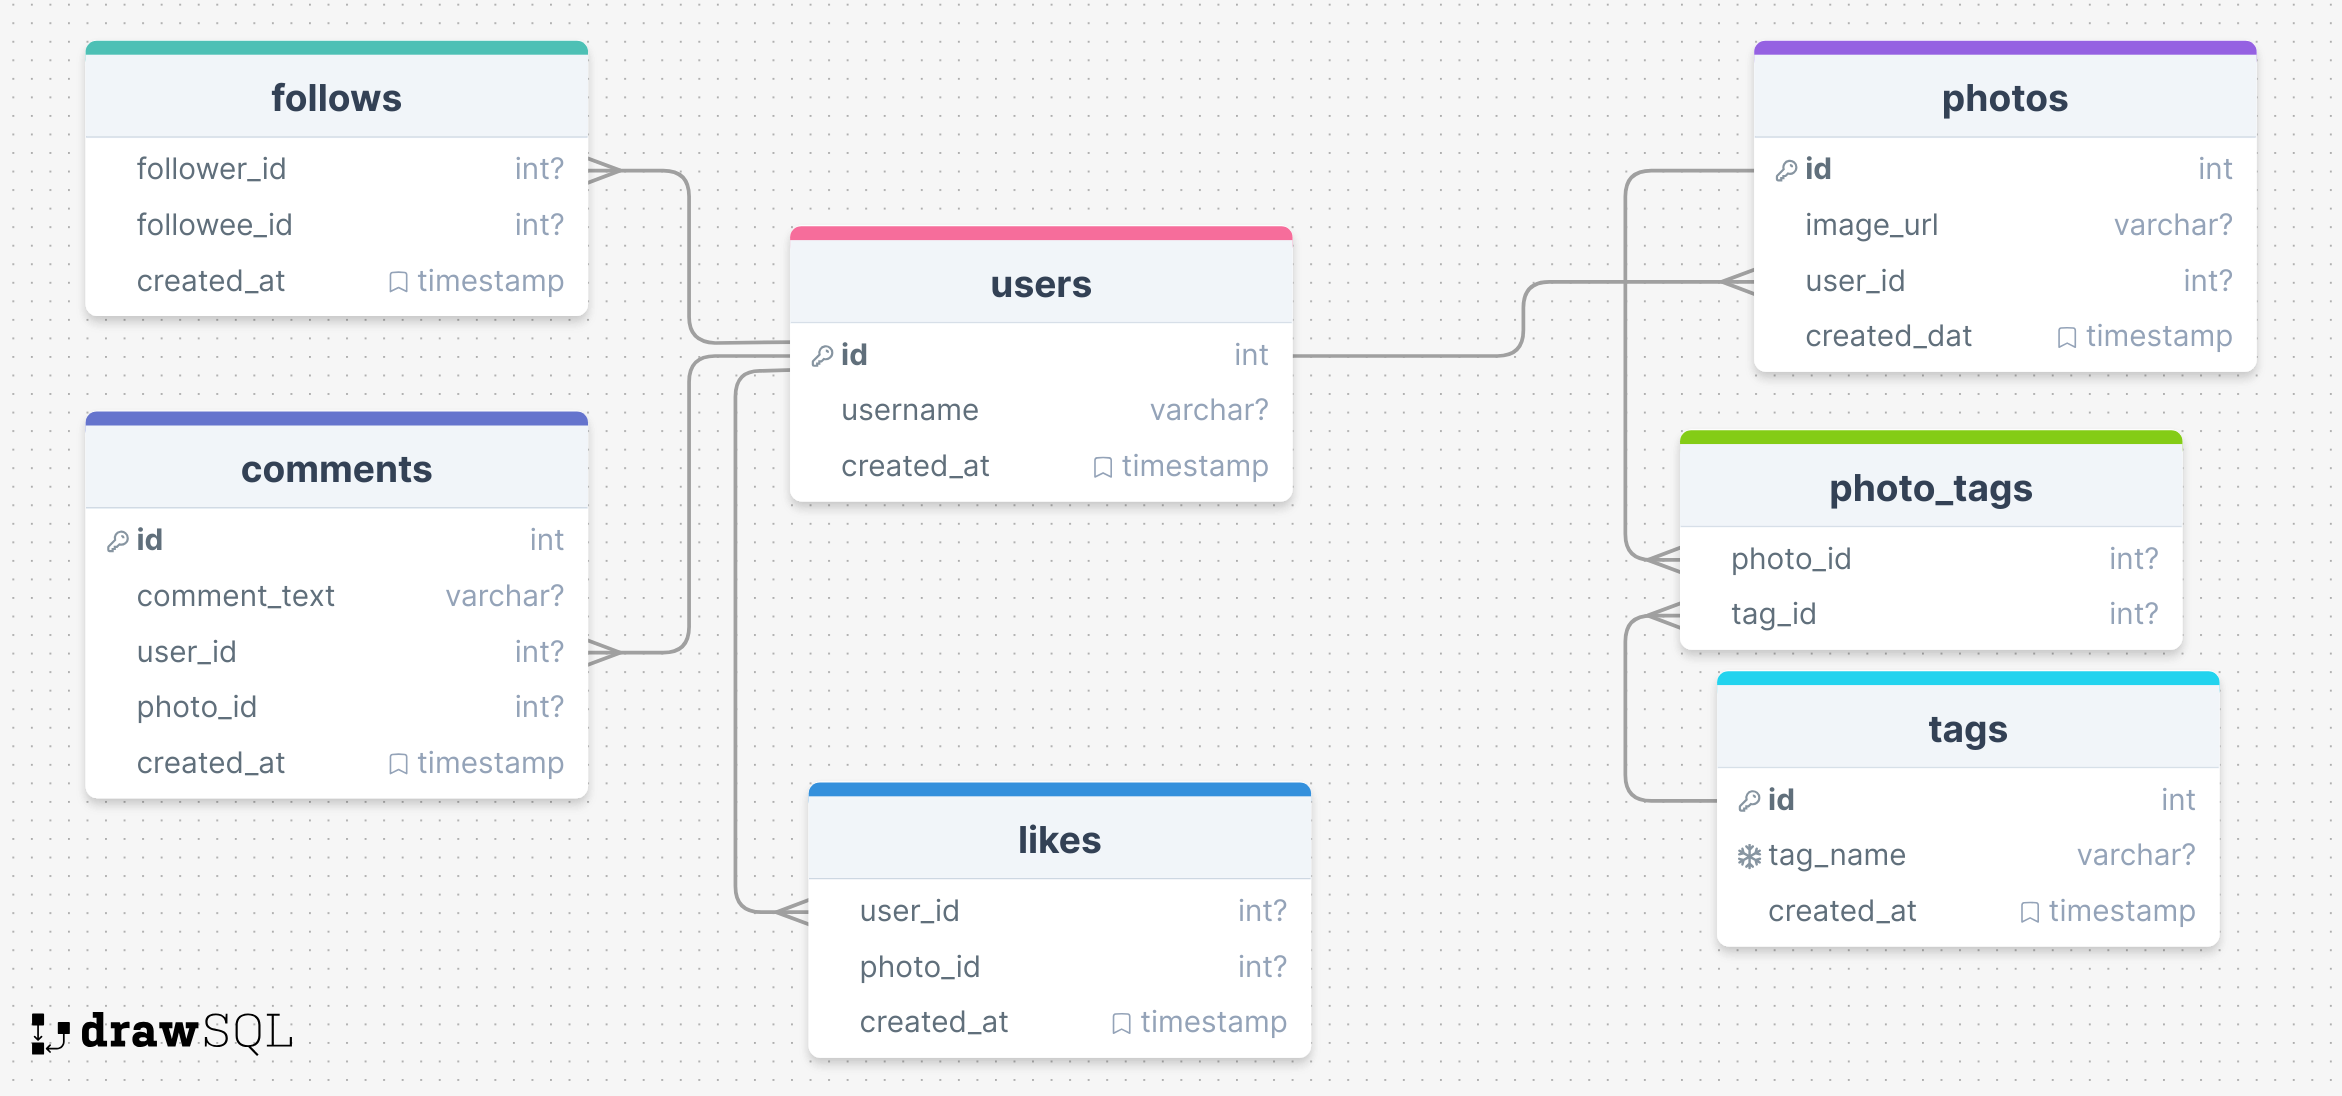 follows
follower_id int?
followee_id int?
created_at timestamp
comments
id int
comment_text varchar?
user_id int?
photo_id int?
created_at timestamp
users
id int
username varchar?
created_at timestamp
likes
user_id int?
photo_id int?
created_at timestamp
photos
id int
image_url varchar?
user_id int?
created_dat timestamp
photo_tags
photo_id int?
tag_id int?
tags
id int
tag_name varchar?
created_at timestamp
drawSQL